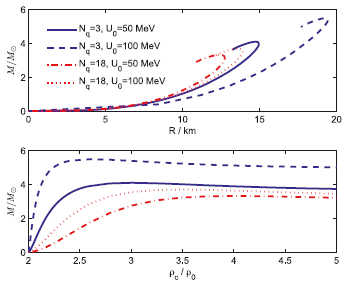 6
4
2
0
M/M⊙
N_q=3, U_0=50 MeV
N_q=3, U_0=100 MeV
N_q=18, U_0=50 MeV
N_q=18, U_0=100 MeV
0 5 10 15 20
R / km
6
4
2
0
M/M⊙
2 2.5 3 3.5 4 4.5 5
ρ_c / ρ_0